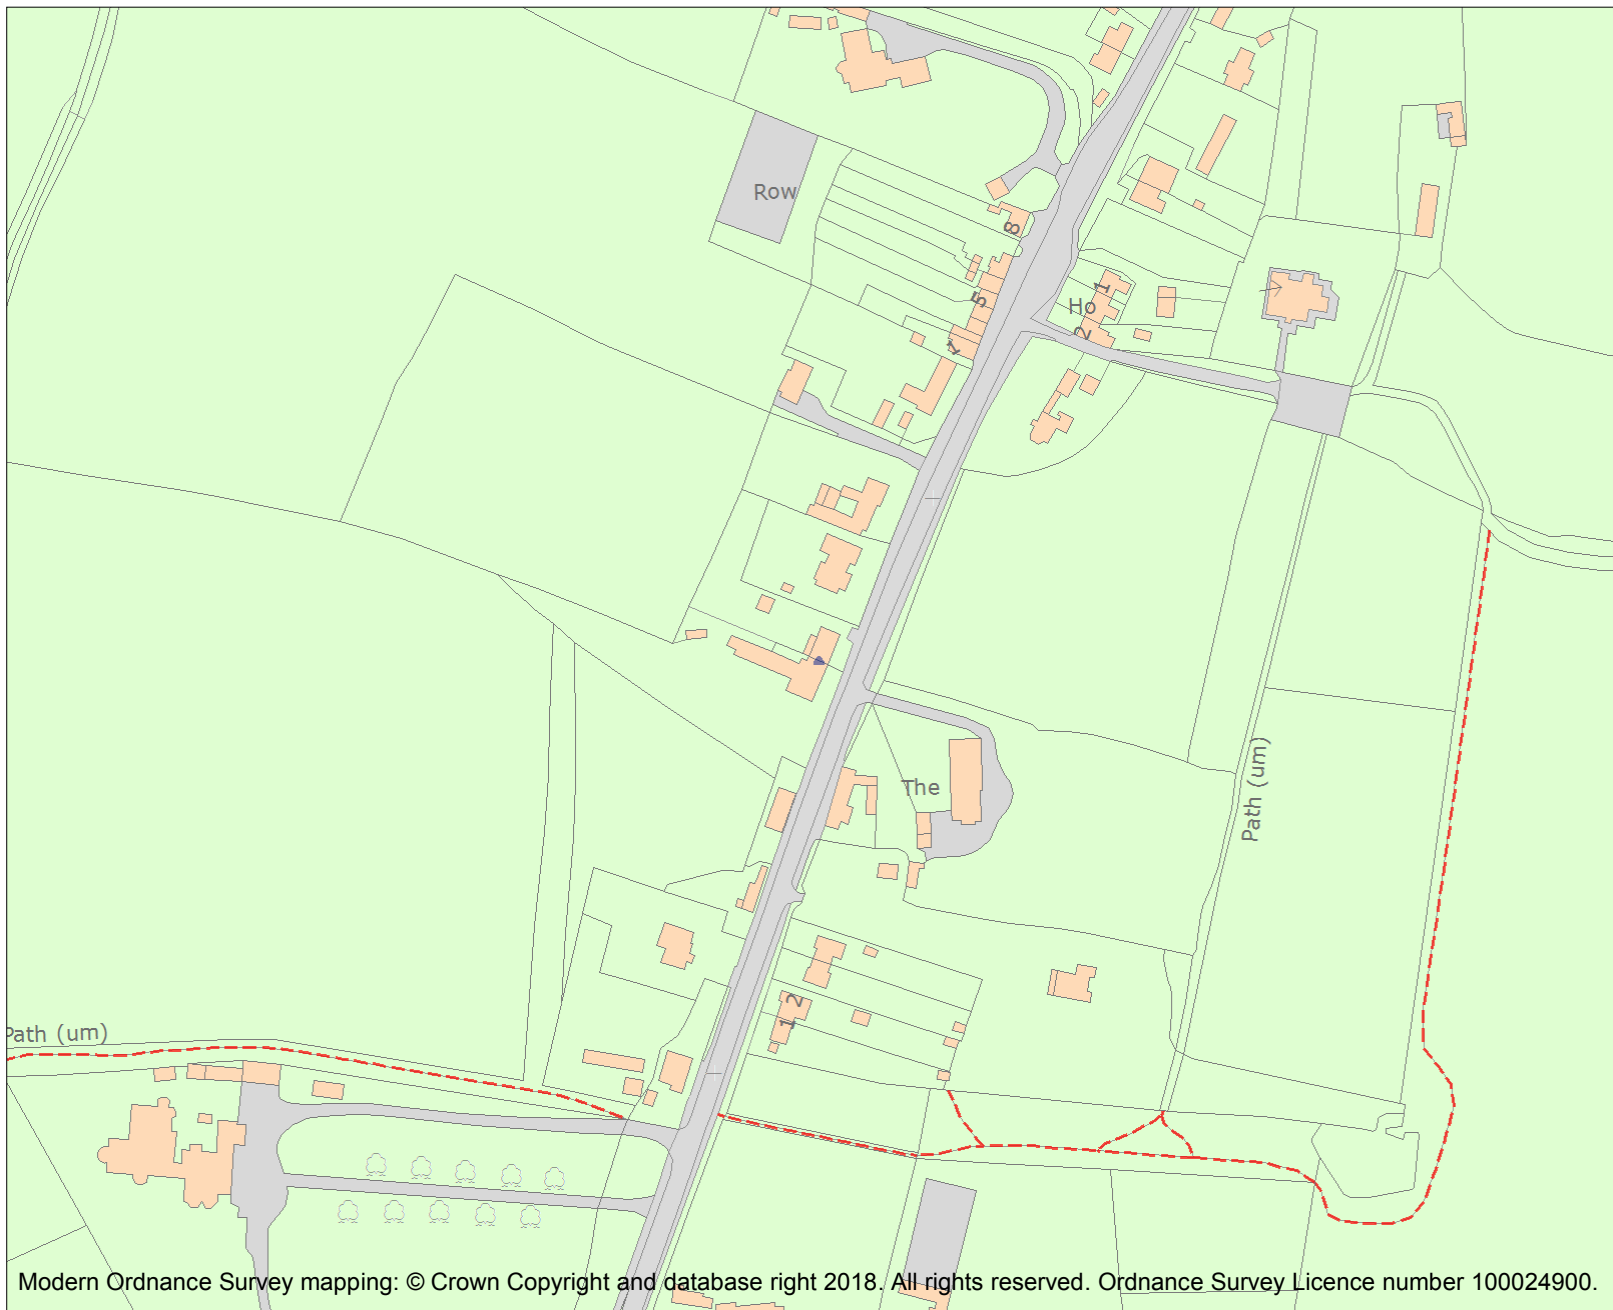 Row
8
5
1
1
Ho
2
The
Path (um)
2
1
Path (um)
Modern Ordnance Survey mapping: © Crown Copyright and database right 2018. All rights reserved. Ordnance Survey Licence number 100024900.